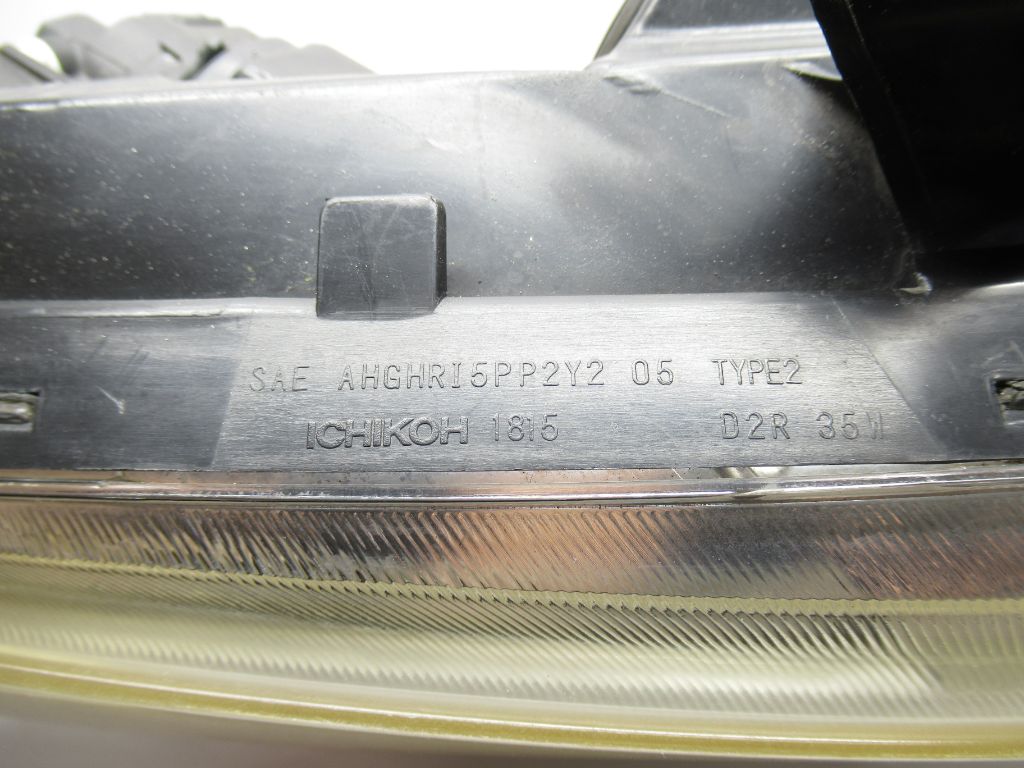 SAE AHGHRI5PP2Y2 05 TYPE2
ICHIKOH 1815 D2R 35W